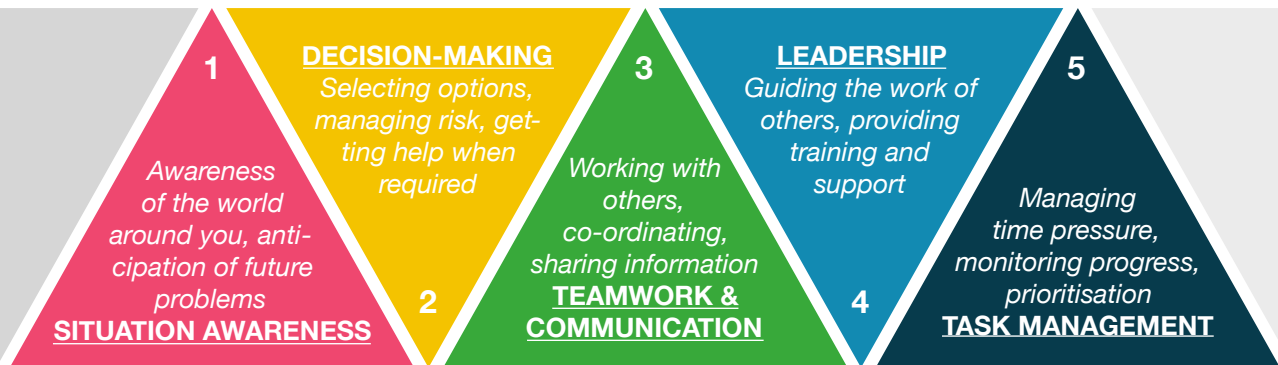 1
Awareness
of the world
around you, anti-
cipation of future
problems
SITUATION AWARENESS
DECISION-MAKING
Selecting options,
managing risk, get-
ting help when
required
2
3
Working with
others,
co-ordinating,
sharing information
TEAMWORK &
COMMUNICATION
LEADERSHIP
Guiding the work of
others, providing
training and
support
4
5
Managing
time pressure,
monitoring progress,
prioritisation
TASK MANAGEMENT